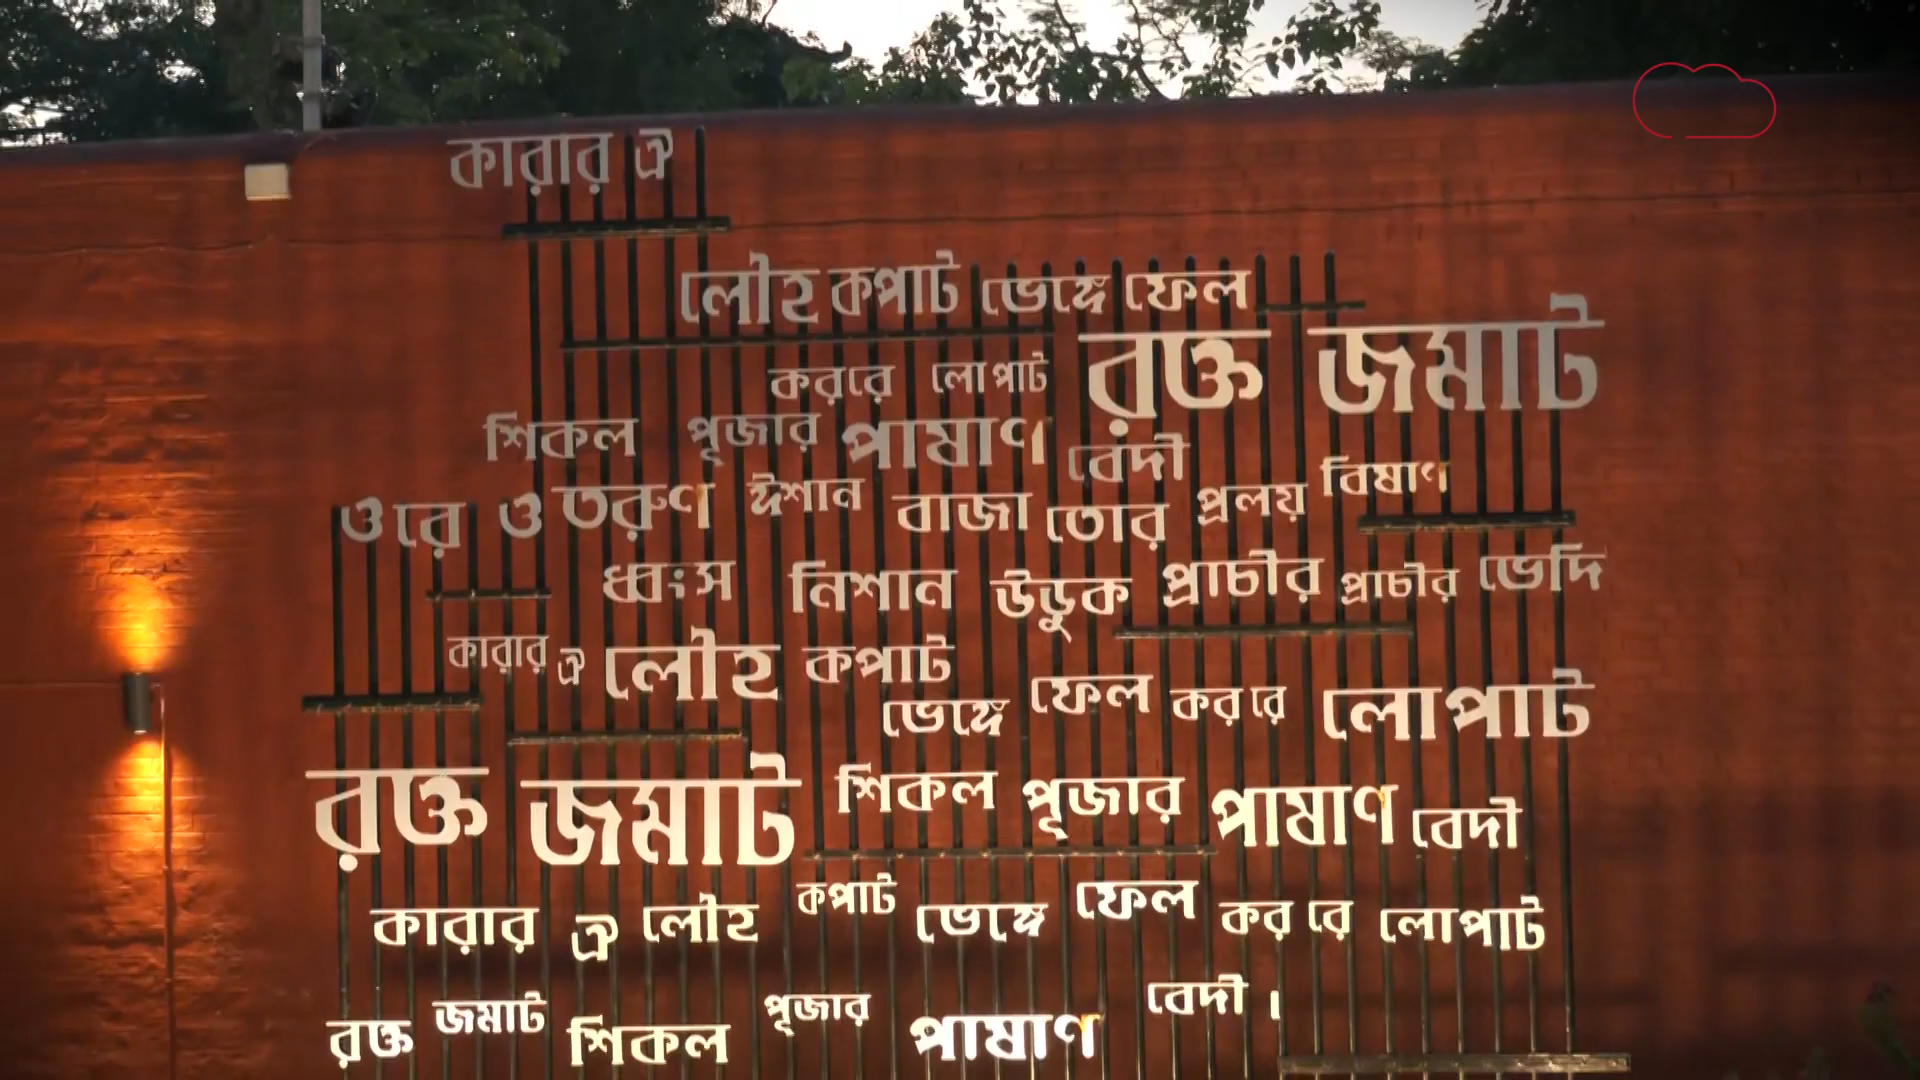 কারার ঐ
লৌহ কপাট ভেঙ্গে ফেল
কররে লোপাট রক্ত জমাট
শিকল পূজার পাষাণ বেদী
ওরে ও তরুণ ঈশান বাজা তোর প্রলয় বিষাণ
ধ্বংস নিশান উড়ুক প্রাচীর প্রাচীর ভেদি
কারার ঐ লৌহ কপাট
ভেঙ্গে ফেল কর রে লোপাট
রক্ত জমাট শিকল পূজার পাষাণ বেদী
কারার ঐ লৌহ কপাট ভেঙ্গে ফেল কর রে লোপাট
রক্ত জমাট শিকল পূজার পাষাণ বেদী ।